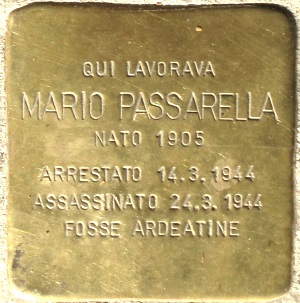 QUI LAVORAVA
MARIO PASSARELLA
NATO 1905
ARRESTATO 14.3.1944
ASSASSINATO 24.3.1944
FOSSE ARDEATINE